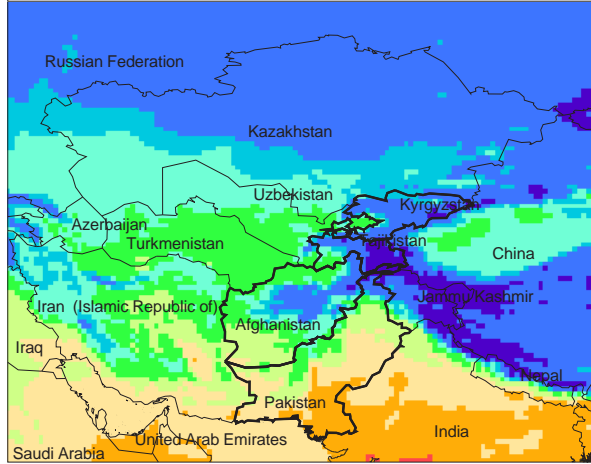 Russian Federation
Kazakhstan
Uzbekistan
Kyrgyzstan
Azerbaijan
Turkmenistan
Tajikistan
China
Iran (Islamic Republic of)
Jammu Kashmir
Afghanistan
Iraq
Nepal
Pakistan
United Arab Emirates
India
Saudi Arabia